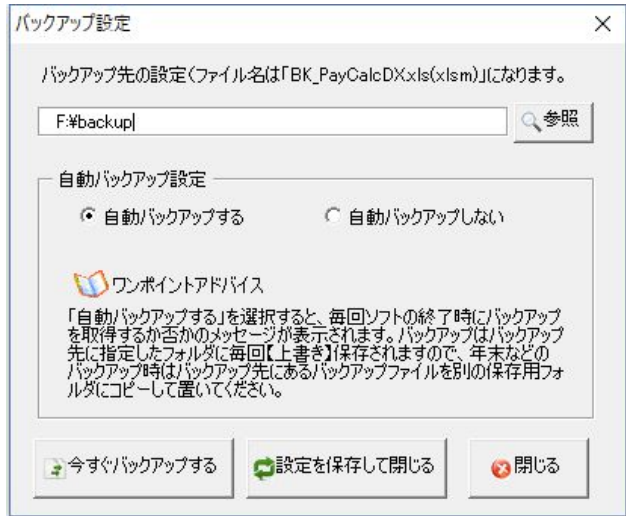 バックアップ設定
バックアップ先の設定(ファイル名は「BK_PayCalcDX.xls(xlsm)」になります。
F:¥backup
参照
自動バックアップ設定
自動バックアップする
自動バックアップしない
ワンポイントアドバイス
「自動バックアップする」を選択すると、毎回ソフトの終了時にバックアップ
を取得するか否かのメッセージが表示されます。バックアップはバックアップ
先に指定したフォルダに毎回【上書き】保存されますので、年末などの
バックアップ時はバックアップ先にあるバックアップファイルを別の保存用フォ
ルダにコピーして置いてください。
今すぐバックアップする
設定を保存して閉じる
閉じる